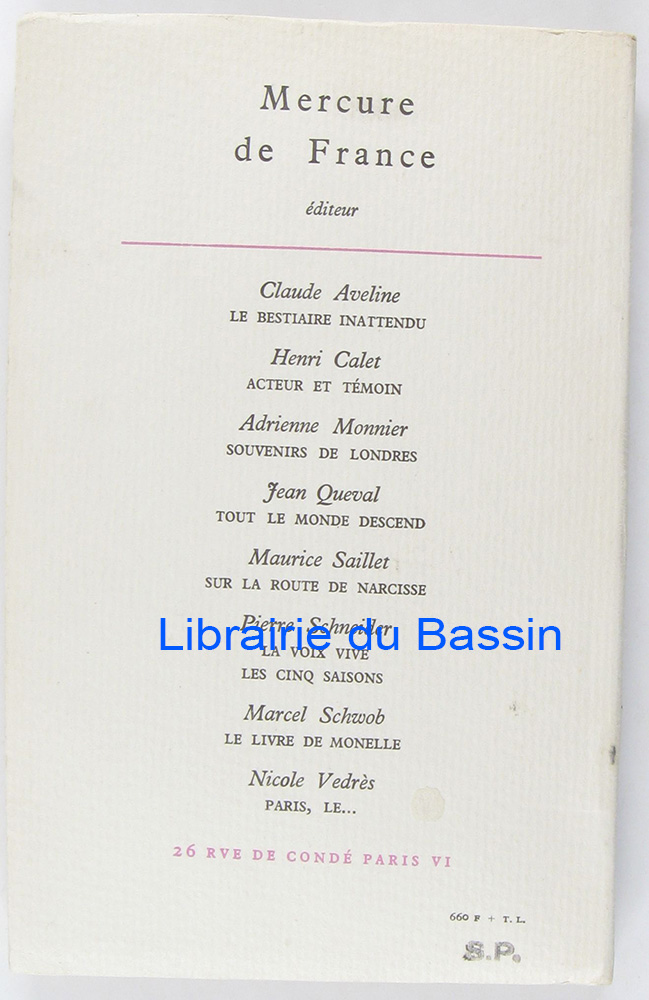 Mercure
de France
éditeur
Claude Aveline
LE BESTIAIRE INATTENDU
Henri Calet
ACTEUR ET TÉMOIN
Adrienne Monnier
SOUVENIRS DE LONDRES
Jean Queval
TOUT LE MONDE DESCEND
Maurice Saillet
SUR LA ROUTE DE NARCISSE
Pierre Schneider
Librairie du Bassin
LA VOIX VIVE
LES CINQ SAISONS
Marcel Schwob
LE LIVRE DE MONELLE
Nicole Vedrès
PARIS, LE...
26 RVE DE CONDÉ PARIS VI
660 F + T. L.
S.P.